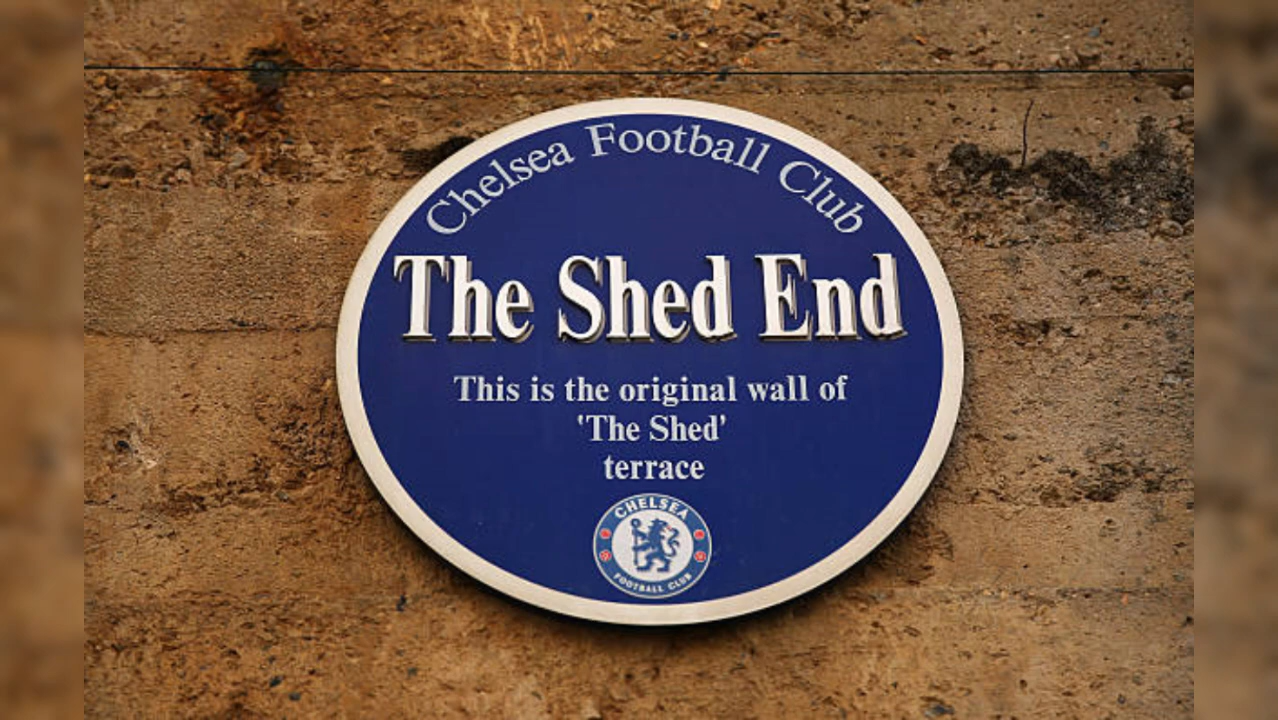 Chelsea Football Club
The Shed End
This is the original wall of
‘The Shed’
terrace
CHELSEA
FOOTBALL CLUB